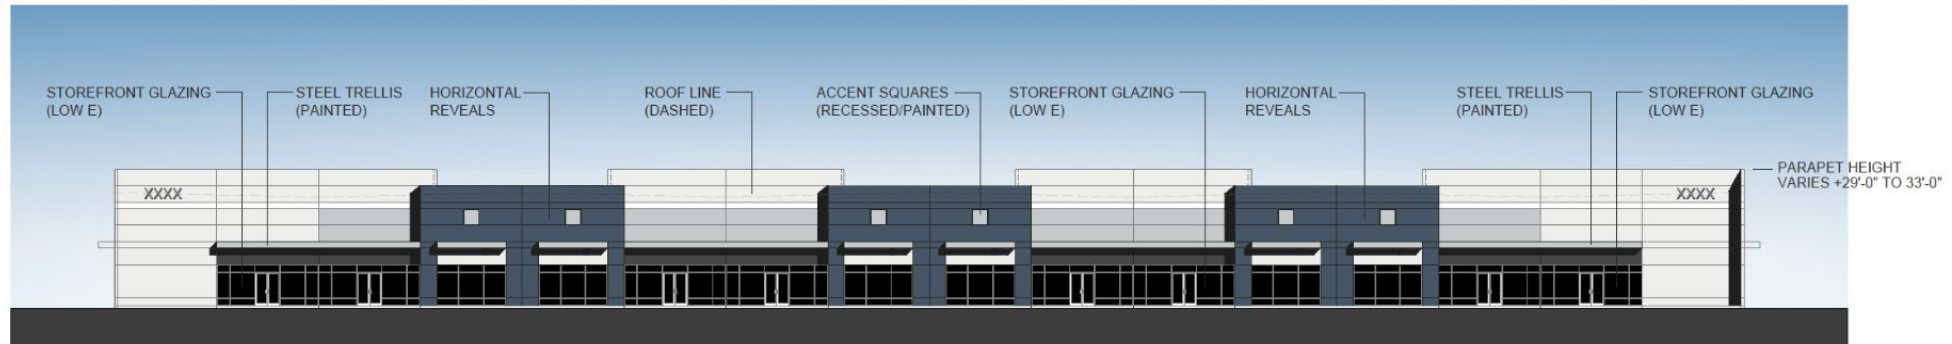 STOREFRONT GLAZING
(LOW E)
STEEL TRELLIS
(PAINTED)
HORIZONTAL
REVEALS
ROOF LINE
(DASHED)
ACCENT SQUARES
(RECESSED/PAINTED)
STOREFRONT GLAZING
(LOW E)
HORIZONTAL
REVEALS
STEEL TRELLIS
(PAINTED)
STOREFRONT GLAZING
(LOW E)
PARAPET HEIGHT
VARIES +29'-0" TO 33'-0"
XXXX
XXXX